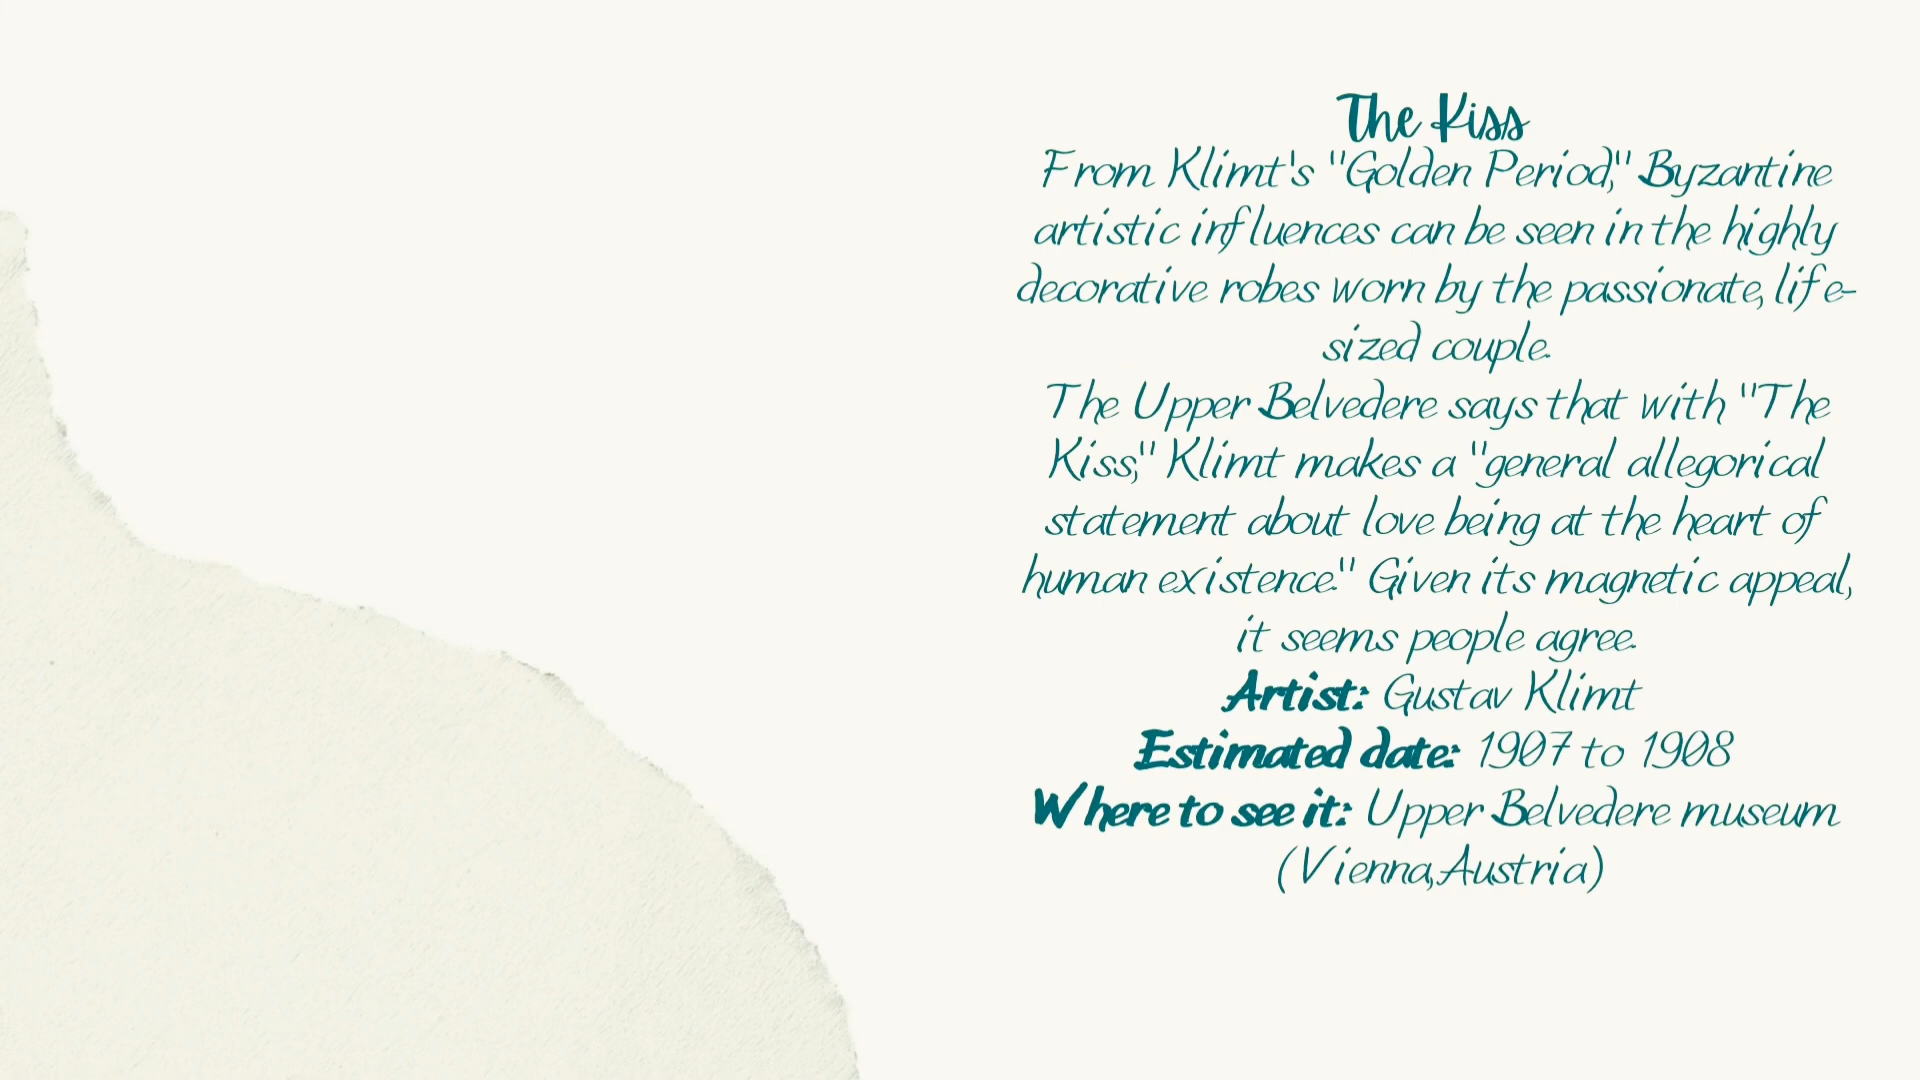 The Kiss
From Klimt's "Golden Period," Byzantine
artistic influences can be seen in the highly
decorative robes worn by the passionate, life-
sized couple.
The Upper Belvedere says that with "The
Kiss," Klimt makes a "general allegorical
statement about love being at the heart of
human existence." Given its magnetic appeal,
it seems people agree.
Artist: Gustav Klimt
Estimated date: 1907 to 1908
Where to see it: Upper Belvedere museum
(Vienna,Austria)